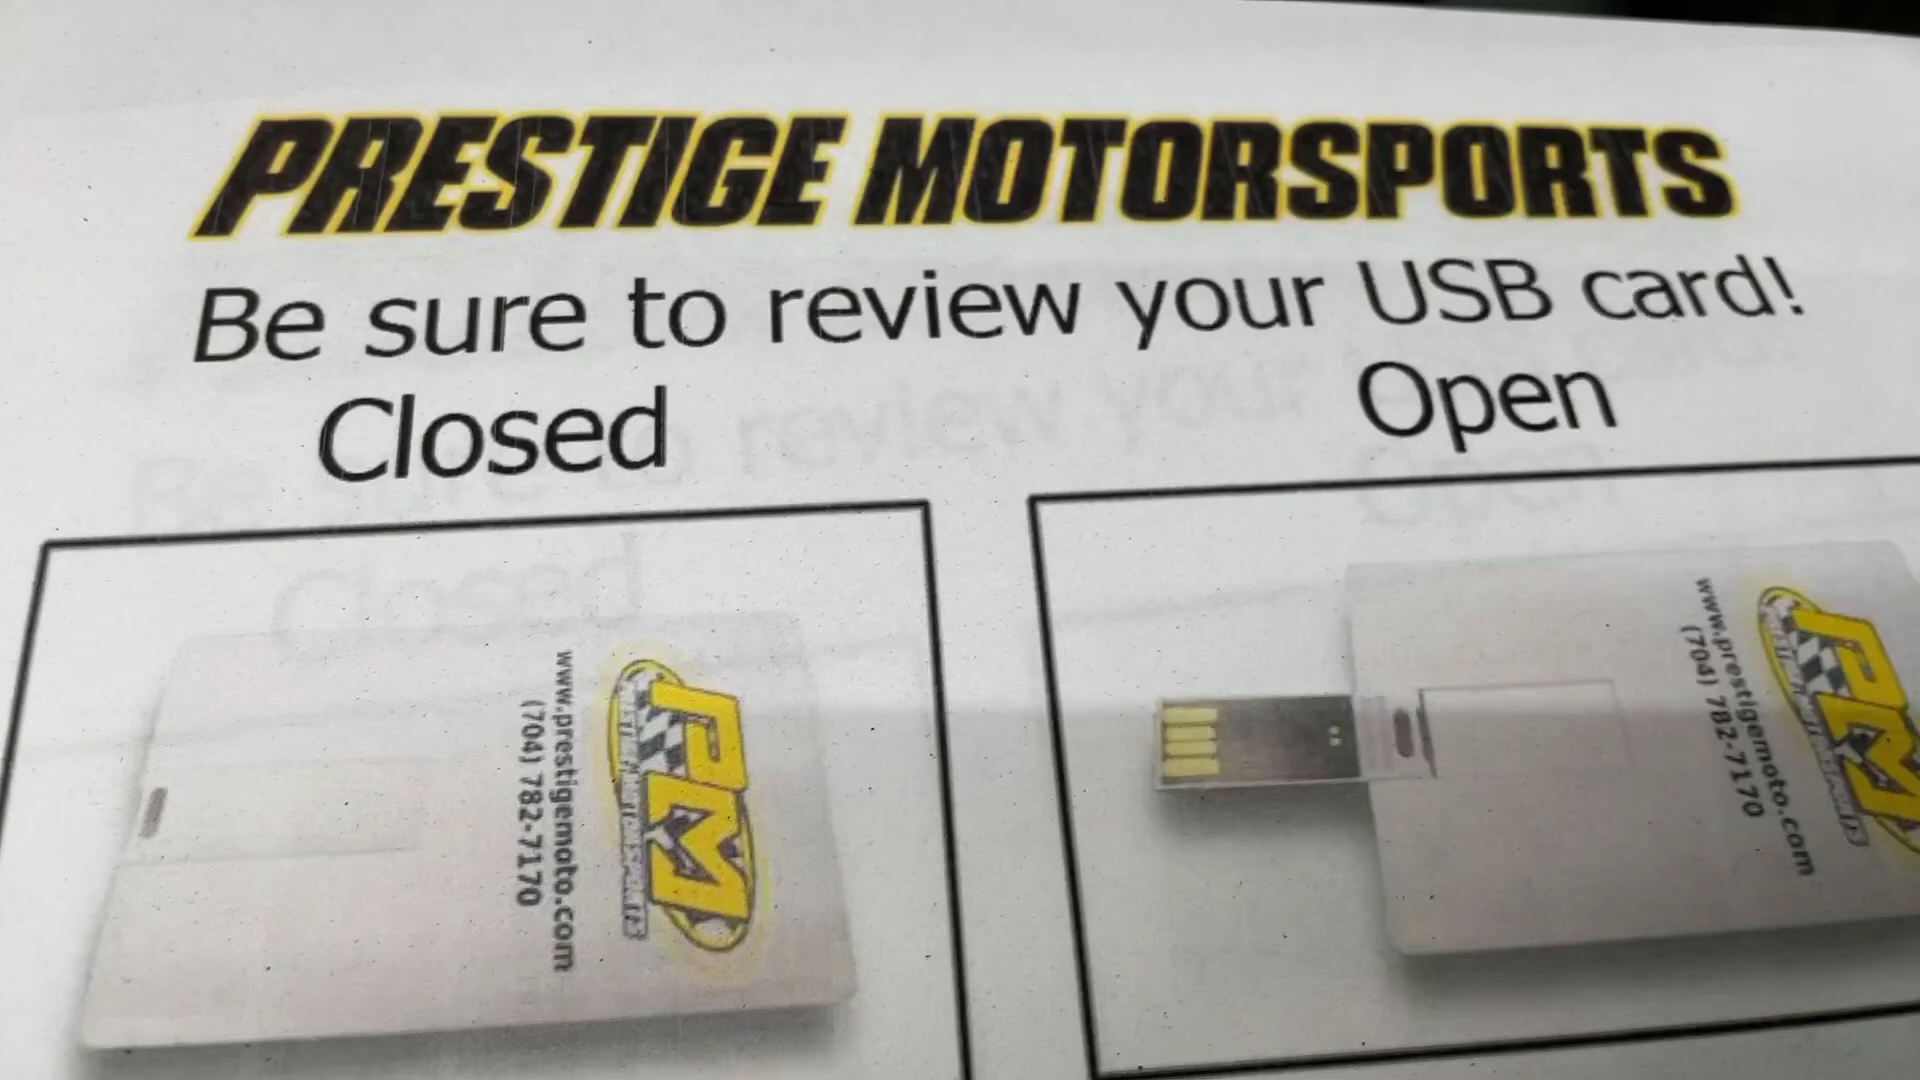 PRESTIGE MOTORSPORTS
Be sure to review your USB card!
Closed
Open
PM
www.prestigemoto.com
(704) 782-7170
PM
www.prestigemoto.com
(704) 782-7170